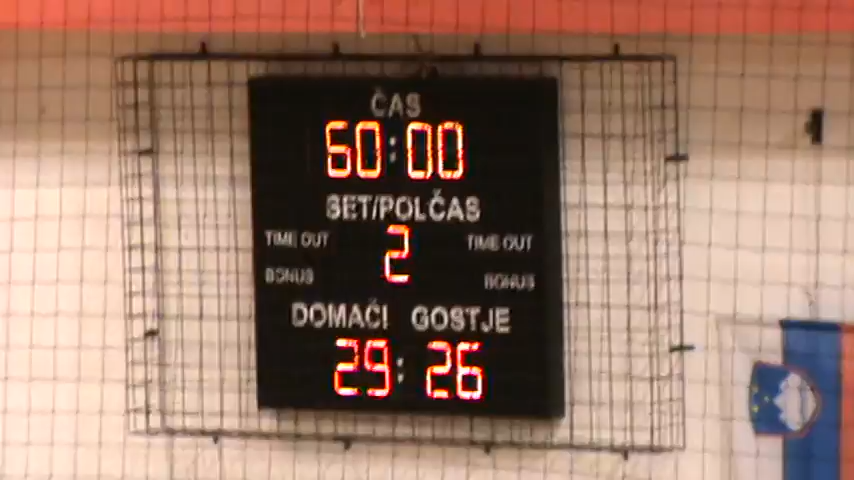 ČAS
60:00
SET/POLČAS
TIME OUT 2 TIME OUT
BONUS BONUS
DOMAČI GOSTJE
29:26